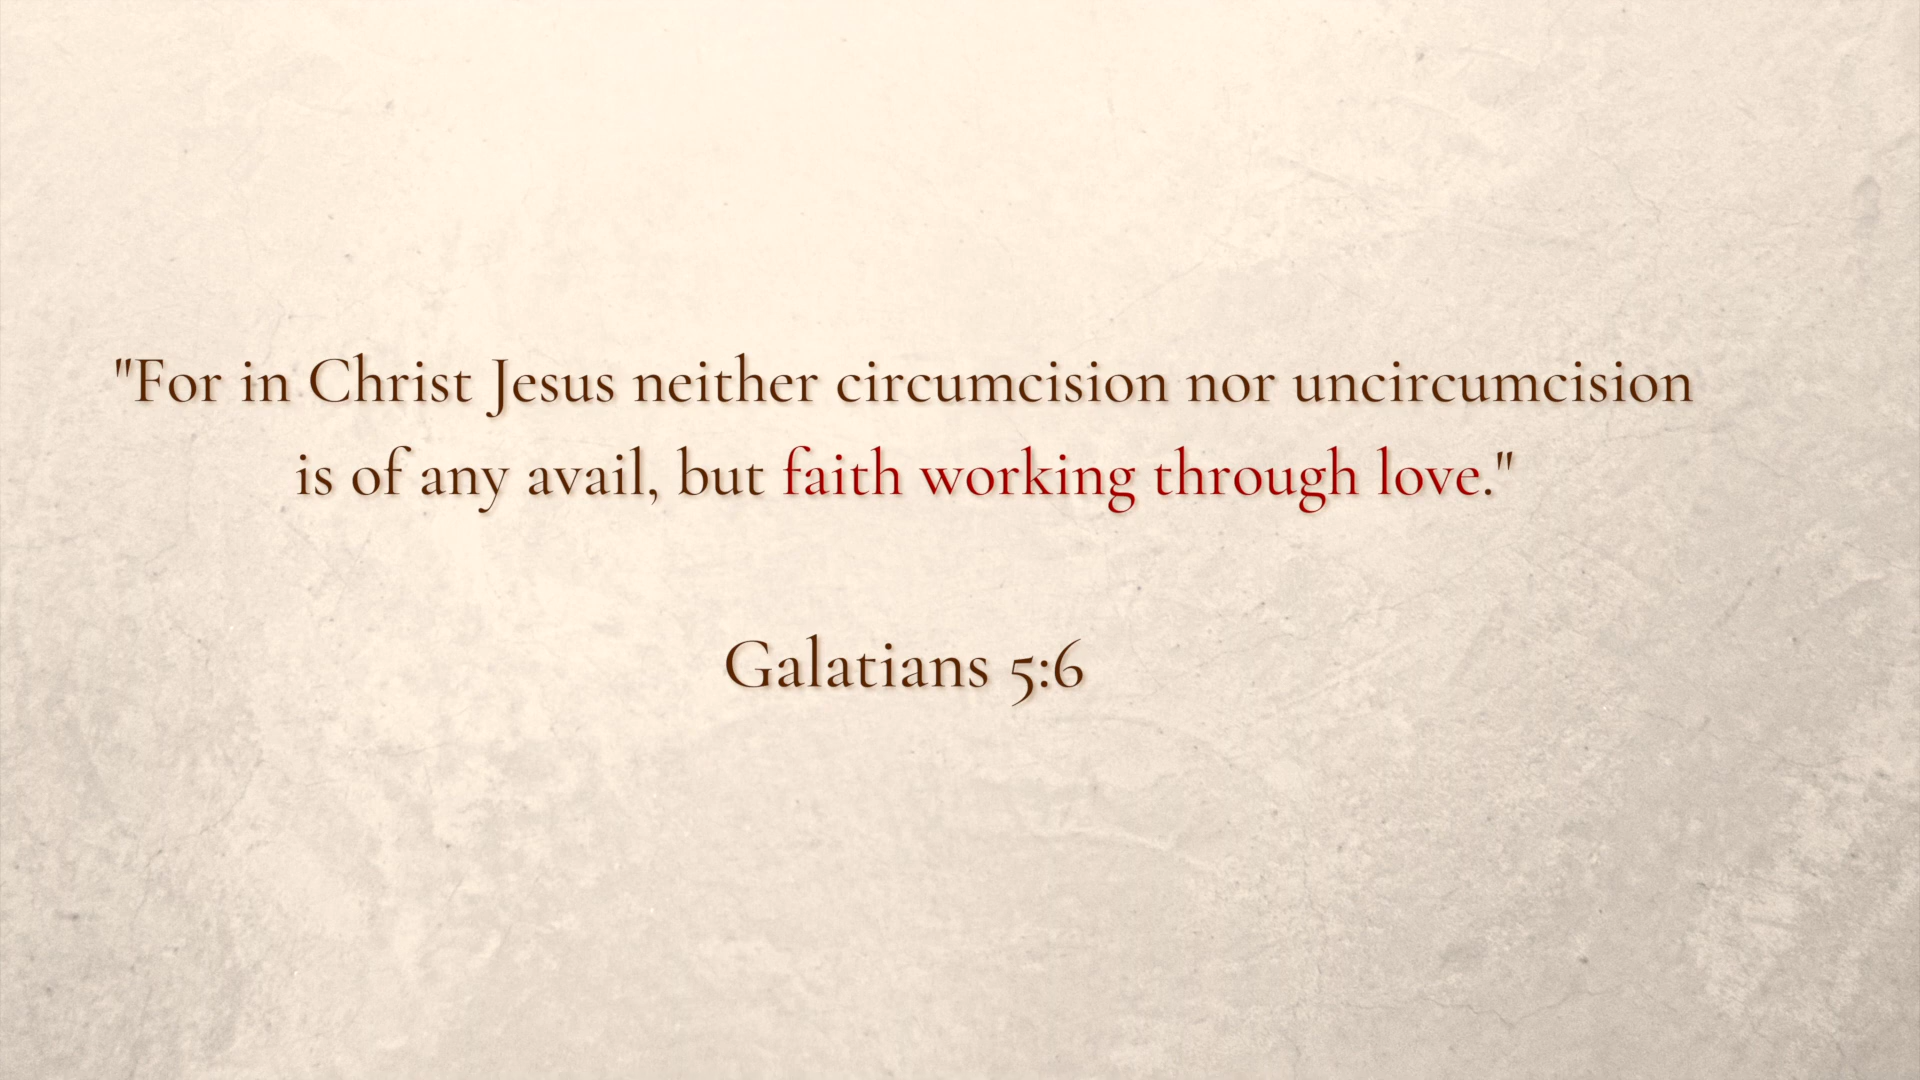 "For in Christ Jesus neither circumcision nor uncircumcision
is of any avail, but faith working through love."
Galatians 5:6